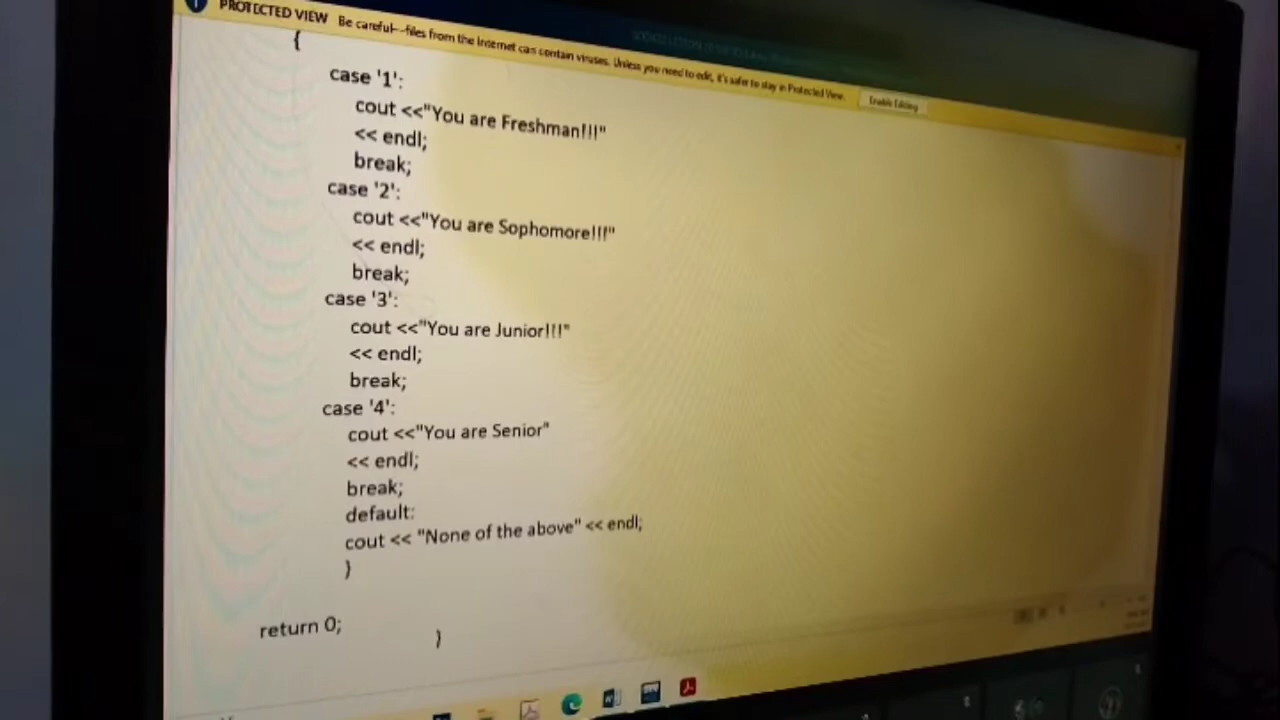 PROTECTED VIEW Be careful—files from the Internet can contain viruses. Unless you need to edit, it's safer to stay in Protected View. Enable Editing
{
case '1':
cout <<"You are Freshman!!!"
<< endl;
break;
case '2':
cout <<"You are Sophomore!!!"
<< endl;
break;
case '3':
cout <<"You are Junior!!!"
<< endl;
break;
case '4':
cout <<"You are Senior"
<< endl;
break;
default:
cout << "None of the above" << endl;
}
return 0;
}